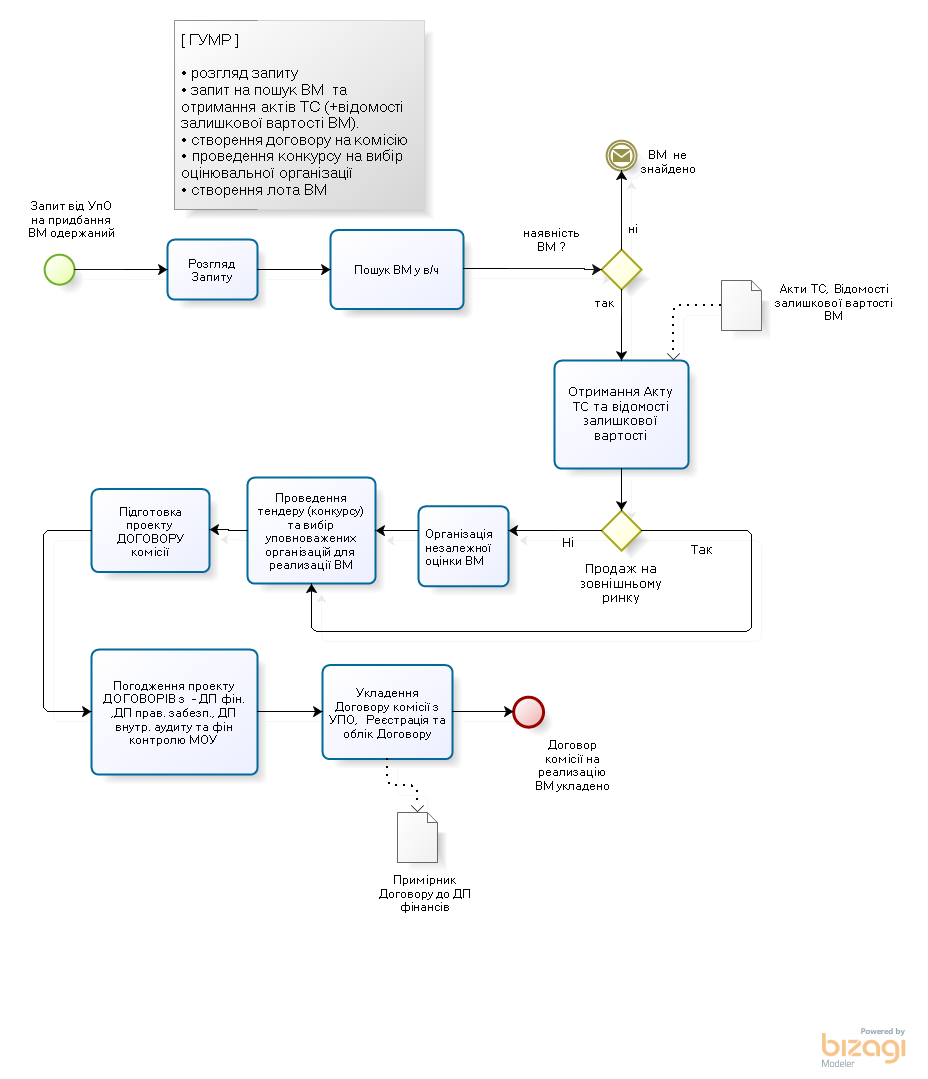 [ ГУМР ]
• розгляд запиту
• запит на пошук ВМ та
отримання актів ТС (+відомості
залишкової вартості ВМ).
• створення договору на комісію
• проведення конкурсу на вибір
оцінювальної організації
• створення лота ВМ
ВМ не
знайдено
Запит від УпО
на придбання
ВМ одержаний
Розгляд
Запиту
Пошук ВМ у в/ч
наявність
ВМ ?
ні
так
Акти ТС, Відомості
залишкової вартості
ВМ
Отримання Акту
ТС та відомості
залишкової
вартості
Підготовка
проекту
ДОГОВОРУ
комісії
Проведення
тендеру (конкурсу)
та вибір
уповноважених
організацій для
реализації ВМ
Організація
незалежної
оцінки ВМ
Ні
Так
Продаж на
зовнішньому
ринку
Погодження проекту
ДОГОВОРІВ з - ДП фін.
,ДП прав. забезп., ДП
внутр. аудиту та фін
контролю МОУ
Укладення
Договору комісії з
УПО, Реєстрація та
облік Договору
Договор
комісії на
реализацію
ВМ укладено
Примірник
Договору до ДП
фінансів
Powered by
bizagi
Modeler